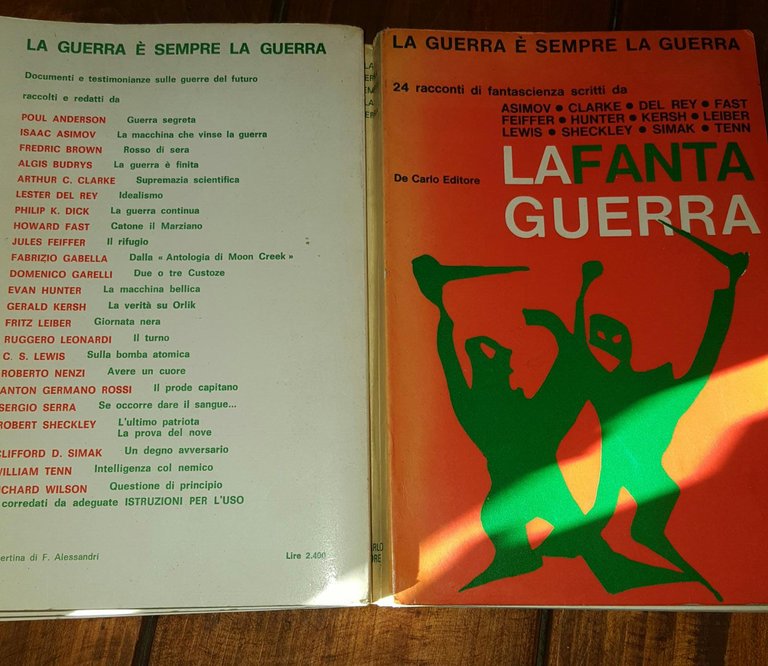 LA GUERRA È SEMPRE LA GUERRA
Documenti e testimonianze sulle guerre del futuro
raccolti e redatti da
POUL ANDERSON Guerra segreta
ISAAC ASIMOV La macchina che vinse la guerra
FREDRIC BROWN Rosso di sera
ALGIS BUDRYS La guerra è finita
ARTHUR C. CLARKE Supremazia scientifica
LESTER DEL REY Idealismo
PHILIP K. DICK La guerra continua
HOWARD FAST Catone il Marziano
JULES FEIFFER Il rifugio
FABRIZIO GABELLA Dalla « Antologia di Moon Creek »
DOMENICO GARELLI Due o tre Custoze
EVAN HUNTER La macchina bellica
GERALD KERSH La verità su Orlik
FRITZ LEIBER Giornata nera
RUGGERO LEONARDI Il turno
C. S. LEWIS Sulla bomba atomica
ROBERTO NENZI Avere un cuore
ANTON GERMANO ROSSI Il prode capitano
SERGIO SERRA Se occorre dare il sangue...
ROBERT SHECKLEY L'ultimo patriota
La prova del nove
CLIFFORD D. SIMAK Un degno avversario
WILLIAM TENN Intelligenza col nemico
RICHARD WILSON Questione di principio
corredati da adeguate ISTRUZIONI PER L'USO
ertina di F. Alessandri
Lire 2.400
LA GUERRA È SEMPRE LA GUERRA
24 racconti di fantascienza scritti da
ASIMOV • CLARKE • DEL REY • FAST
FEIFFER • HUNTER • KERSH • LEIBER
LEWIS • SHECKLEY • SIMAK • TENN
De Carlo Editore
LA FANTA
GUERRA